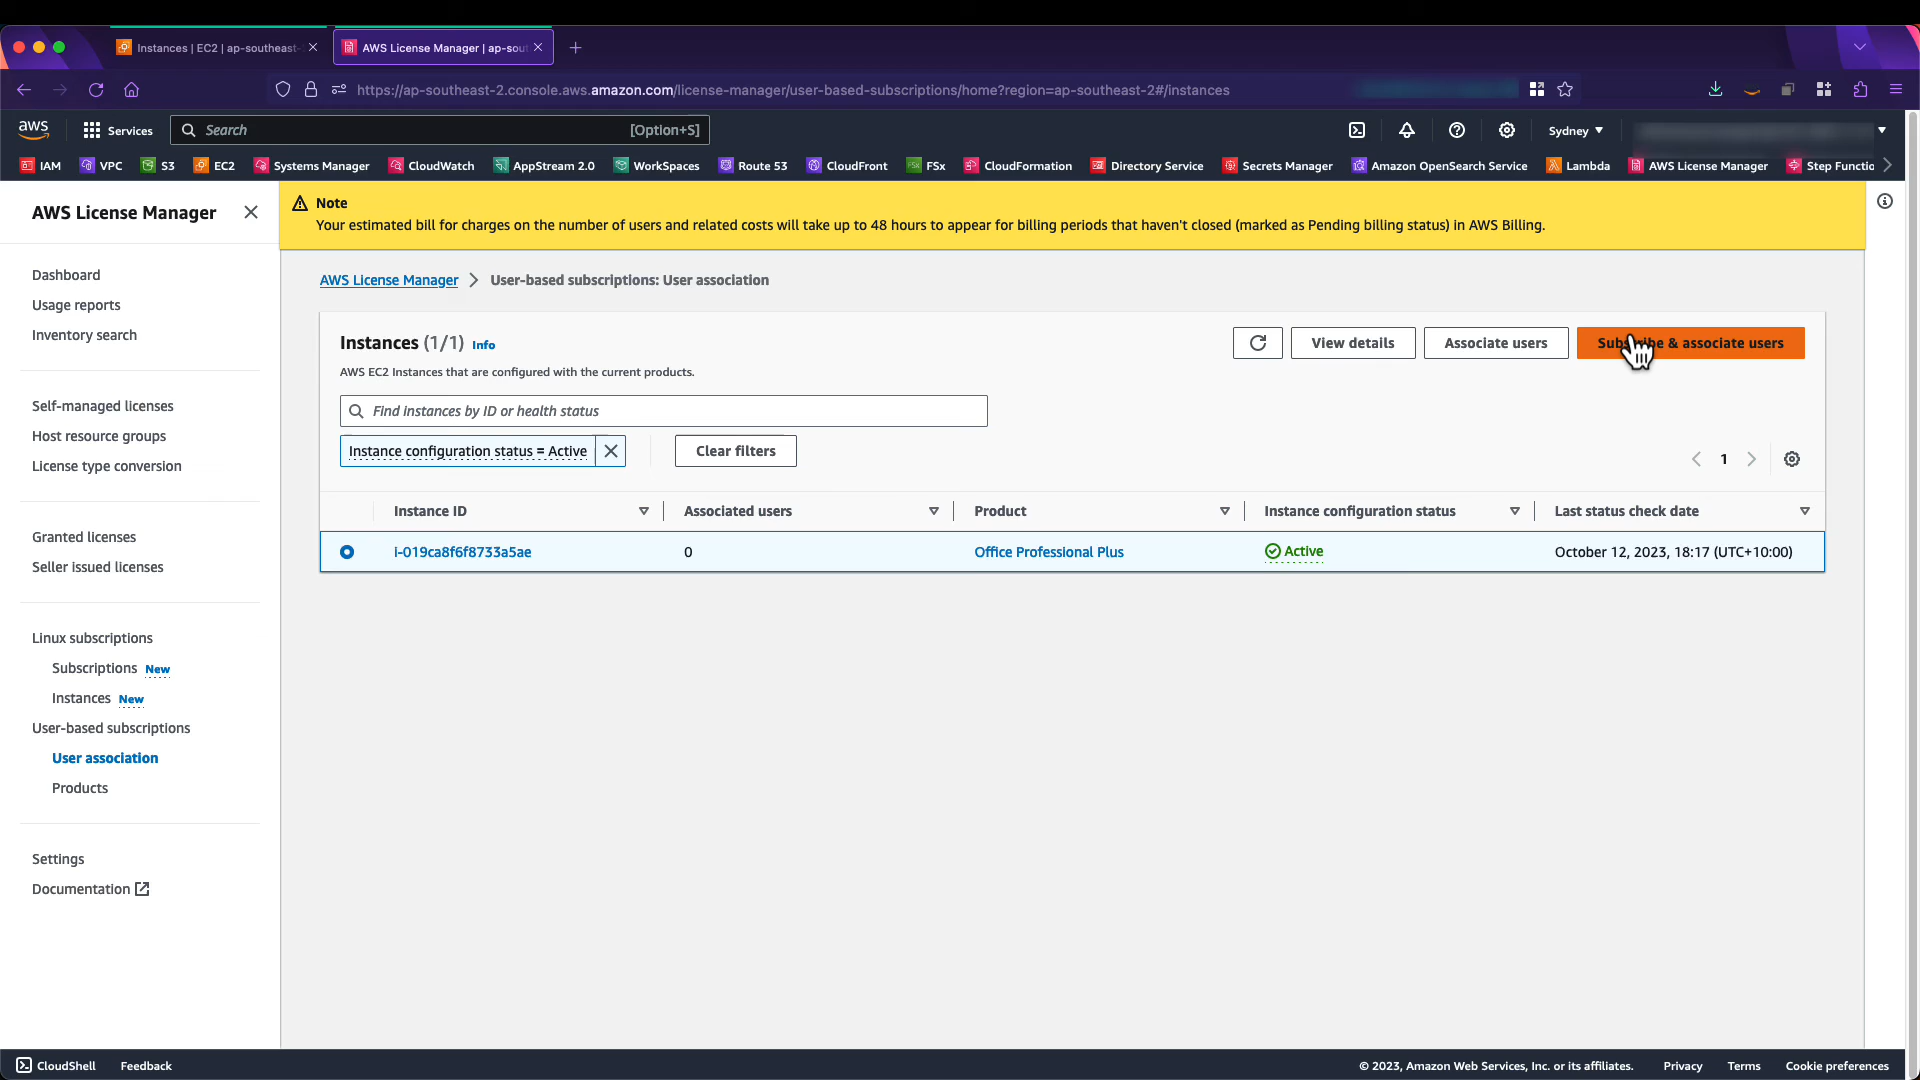 Instances | EC2 | ap-southeast-
AWS License Manager | ap-sou
https://ap-southeast-2.console.aws.amazon.com/license-manager/user-based-subscriptions/home?region=ap-southeast-2#/instances
aws
Services
Search
[Option+S]
Sydney
IAM
VPC
S3
EC2
Systems Manager
CloudWatch
AppStream 2.0
WorkSpaces
Route 53
CloudFront
FSx
CloudFormation
Directory Service
Secrets Manager
Amazon OpenSearch Service
Lambda
AWS License Manager
Step Functio
AWS License Manager
Dashboard
Usage reports
Inventory search
Self-managed licenses
Host resource groups
License type conversion
Granted licenses
Seller issued licenses
Linux subscriptions
Subscriptions New
Instances New
User-based subscriptions
User association
Products
Settings
Documentation
Note
Your estimated bill for charges on the number of users and related costs will take up to 48 hours to appear for billing periods that haven't closed (marked as Pending billing status) in AWS Billing.
AWS License Manager
User-based subscriptions: User association
Instances (1/1) Info
View details
Associate users
Subscribe & associate users
AWS EC2 Instances that are configured with the current products.
Find instances by ID or health status
Instance configuration status = Active
Clear filters
1
Instance ID
Associated users
Product
Instance configuration status
Last status check date
i-019ca8f6f8733a5ae
0
Office Professional Plus
Active
October 12, 2023, 18:17 (UTC+10:00)
CloudShell
Feedback
© 2023, Amazon Web Services, Inc. or its affiliates.
Privacy
Terms
Cookie preferences